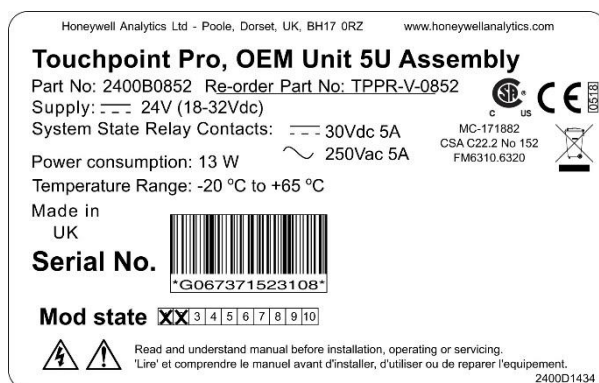 Honeywell Analytics Ltd - Poole, Dorset, UK, BH17 0RZ www.honeywellanalytics.com
Touchpoint Pro, OEM Unit 5U Assembly
Part No: 2400B0852 Re-order Part No: TPPR-V-0852
Supply: 24V (18-32Vdc)
System State Relay Contacts: 30Vdc 5A
250Vac 5A
Power consumption: 13 W
Temperature Range: -20 °C to +65 °C
CSA
C US
CE
0518
MC-171882
CSA C22.2 No 152
FM6310.6320
Made in
UK
Serial No.
*G067371523108*
Mod state X X 3 4 5 6 7 8 9 10
Read and understand manual before installation, operating or servicing.
'Lire' et comprendre le manuel avant d'installer, d'utiliser ou de reparer l'equipement.
2400D1434